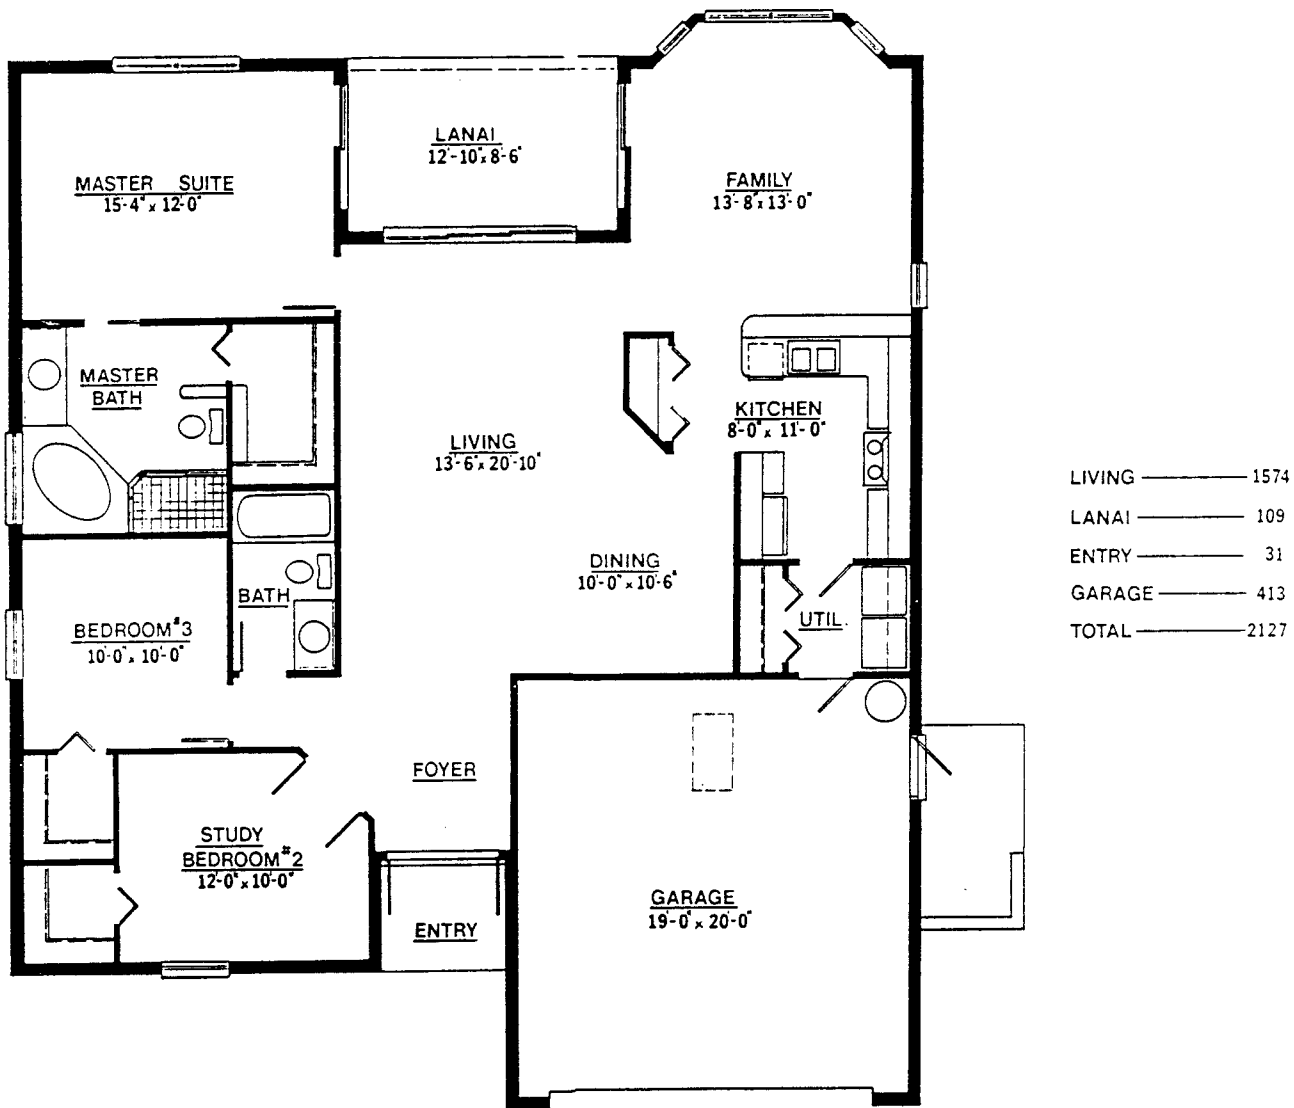 LANAI
12'-10" x 8'-6"
MASTER SUITE
15'-4" x 12'-0"
FAMILY
13'-8" x 13'-0"
MASTER
BATH
KITCHEN
8'-0" x 11'-0"
LIVING
13'-6" x 20'-10"
DINING
10'-0" x 10'-6"
BATH
UTIL.
BEDROOM #3
10'-0" x 10'-0"
FOYER
STUDY
BEDROOM #2
12'-0" x 10'-0"
ENTRY
GARAGE
19'-0" x 20'-0"
LIVING 1574
LANAI 109
ENTRY 31
GARAGE 413
TOTAL 2127